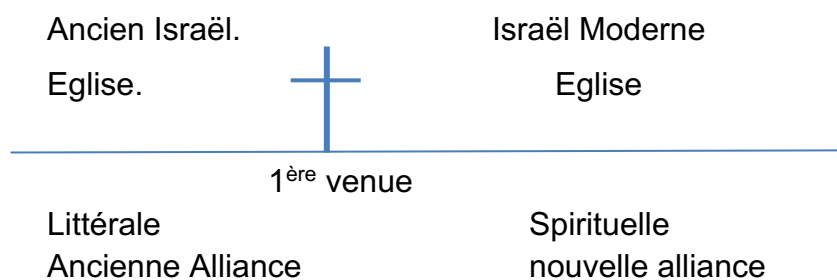 Ancien Israël. Israël Moderne
Eglise. Eglise
1ère venue
Littérale Spirituelle
Ancienne Alliance nouvelle alliance